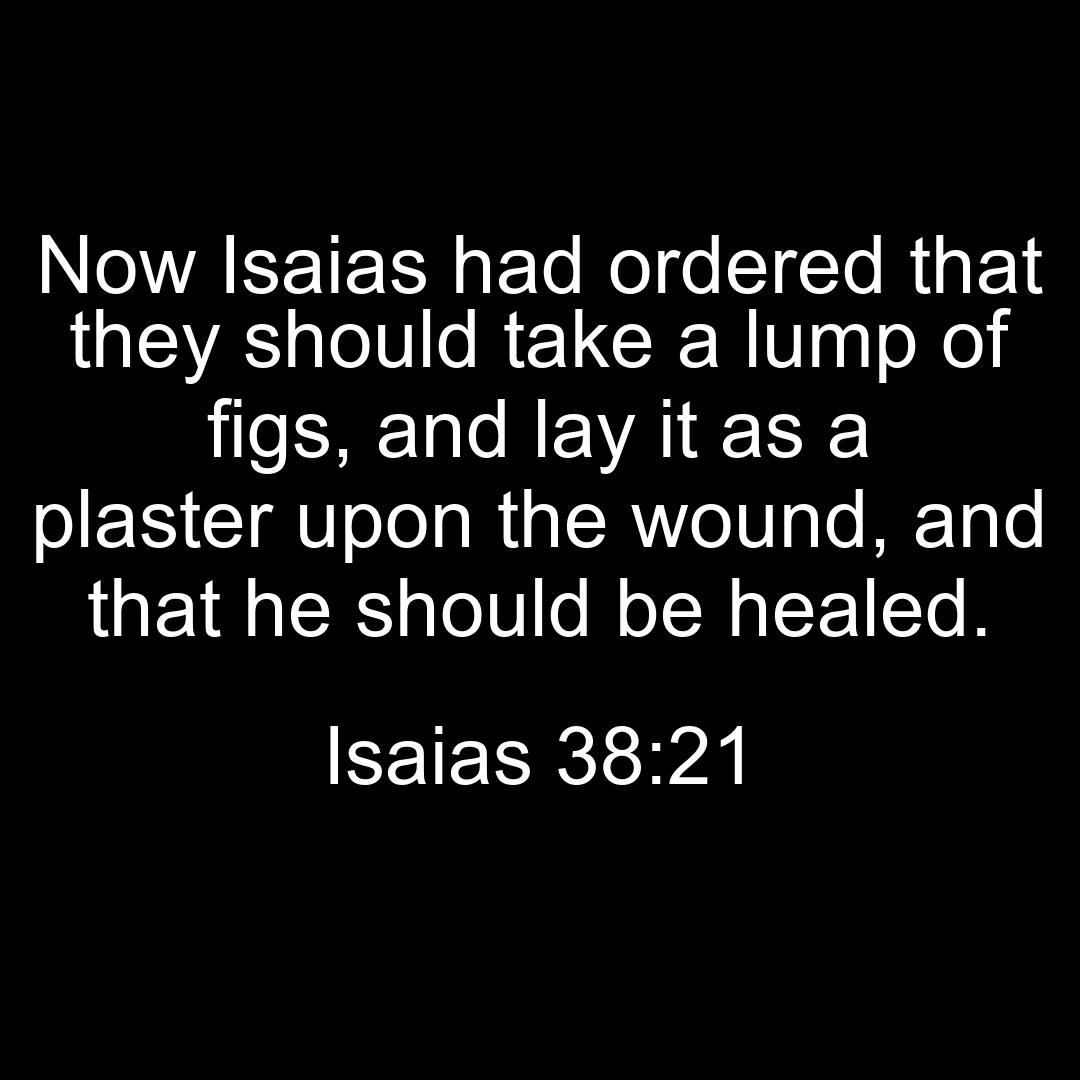 Now Isaias had ordered that
they should take a lump of
figs, and lay it as a
plaster upon the wound, and
that he should be healed.
Isaias 38:21